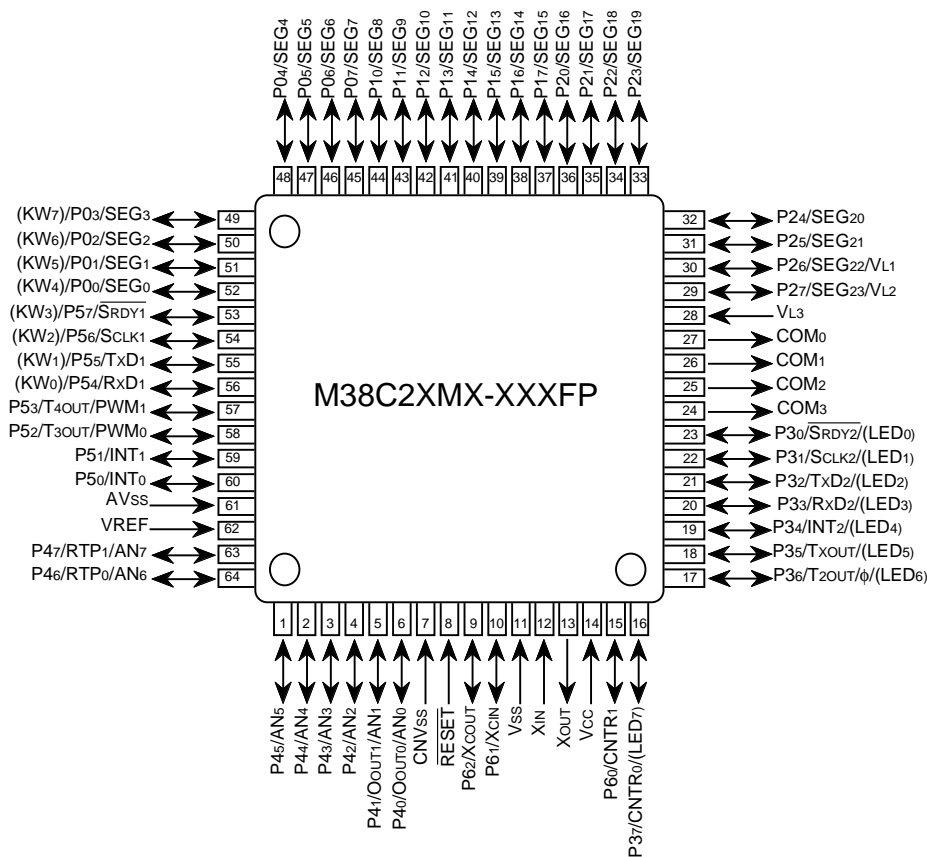 P04/SEG4
P05/SEG5
P06/SEG6
P07/SEG7
P10/SEG8
P11/SEG9
P12/SEG10
P13/SEG11
P14/SEG12
P15/SEG13
P16/SEG14
P17/SEG15
P20/SEG16
P21/SEG17
P22/SEG18
P23/SEG19
48 47 46 45 44 43 42 41 40 39 38 37 36 35 34 33
(KW7)/P03/SEG3 49
(KW6)/P02/SEG2 50
(KW5)/P01/SEG1 51
(KW4)/P00/SEG0 52
(KW3)/P57/SRDY1 53
(KW2)/P56/SCLK1 54
(KW1)/P55/TxD1 55
(KW0)/P54/RxD1 56
P53/T4OUT/PWM1 57
P52/T3OUT/PWM0 58
P51/INT1 59
P50/INT0 60
AVSS 61
VREF 62
P47/RTP1/AN7 63
P46/RTP0/AN6 64
M38C2XMX-XXXFP
32 P24/SEG20
31 P25/SEG21
30 P26/SEG22/VL1
29 P27/SEG23/VL2
28 VL3
27 COM0
26 COM1
25 COM2
24 COM3
23 P30/SRDY2/(LED0)
22 P31/SCLK2/(LED1)
21 P32/TxD2/(LED2)
20 P33/RxD2/(LED3)
19 P34/INT2/(LED4)
18 P35/TXOUT/(LED5)
17 P36/T2OUT/ϕ/(LED6)
1 2 3 4 5 6 7 8 9 10 11 12 13 14 15 16
P45/AN5
P44/AN4
P43/AN3
P42/AN2
P41/OOUT1/AN1
P40/OOUT0/AN0
CNVSS
RESET
P62/XCOUT
P61/XCIN
VSS
XIN
XOUT
VCC
P60/CNTR1
P37/CNTR0/(LED7)